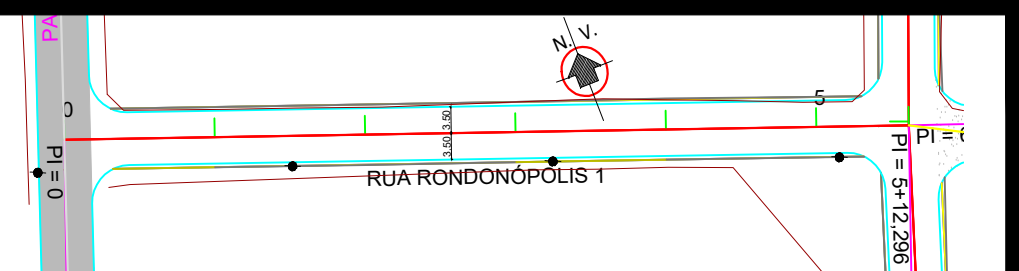 PA
N. V.
0
5
3.50 3.50
PI = 0
RUA RONDONÓPOLIS 1
PI = 5+12,296
PI =